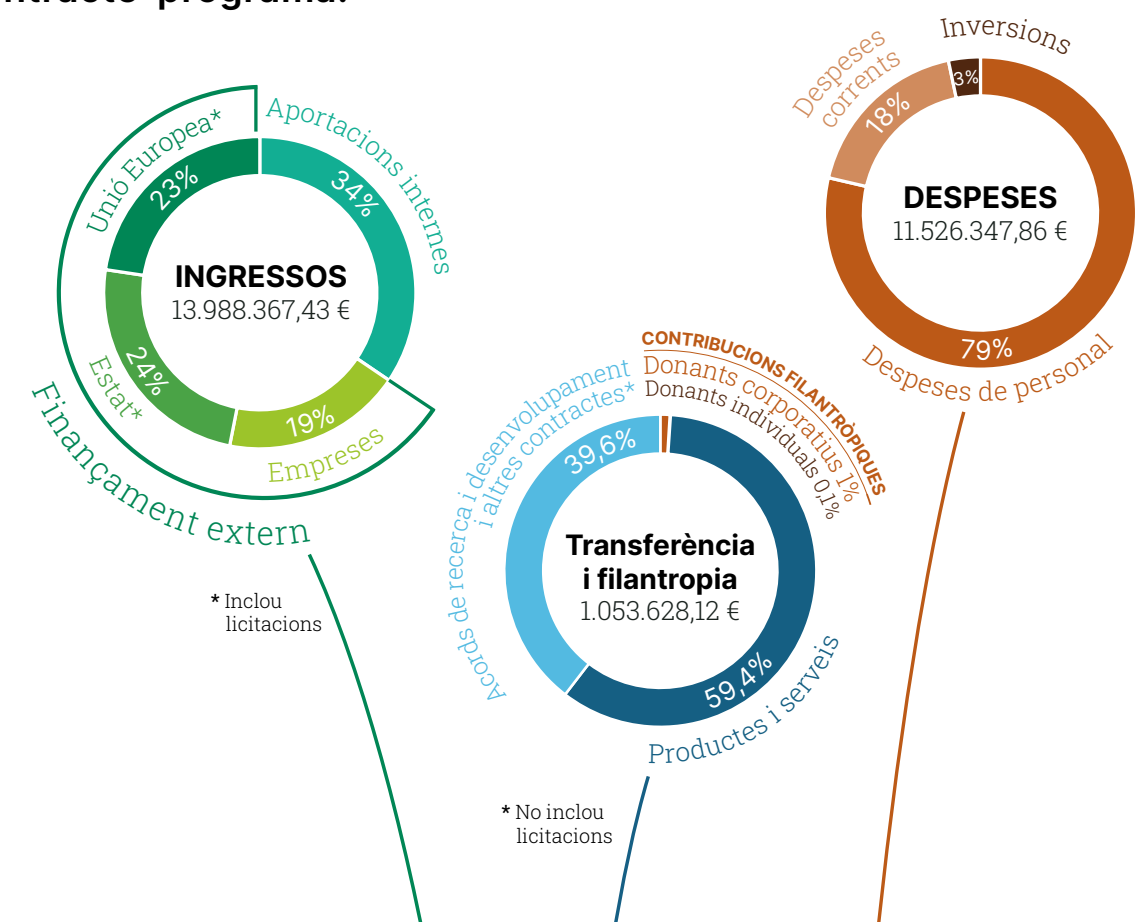 ntracte-programa.
Unió Europea*
23%
Aportacions internes
34%
INGRESSOS
13.988.367,43 €
Estat*
24%
19%
Empreses
Finançament extern
* Inclou
licitacions
Despeses
corrents
18%
Inversions
3%
DESPESES
11.526.347,86 €
79%
Despeses de personal
CONTRIBUCIONS FILANTRÒPIQUES
Donants corporatius 1%
Donants individuals 0,1%
Acords de recerca i desenvolupament
i altres contractes*
39,6%
Transferència
i filantropia
1.053.628,12 €
59,4%
Productes i serveis
* No inclou
licitacions